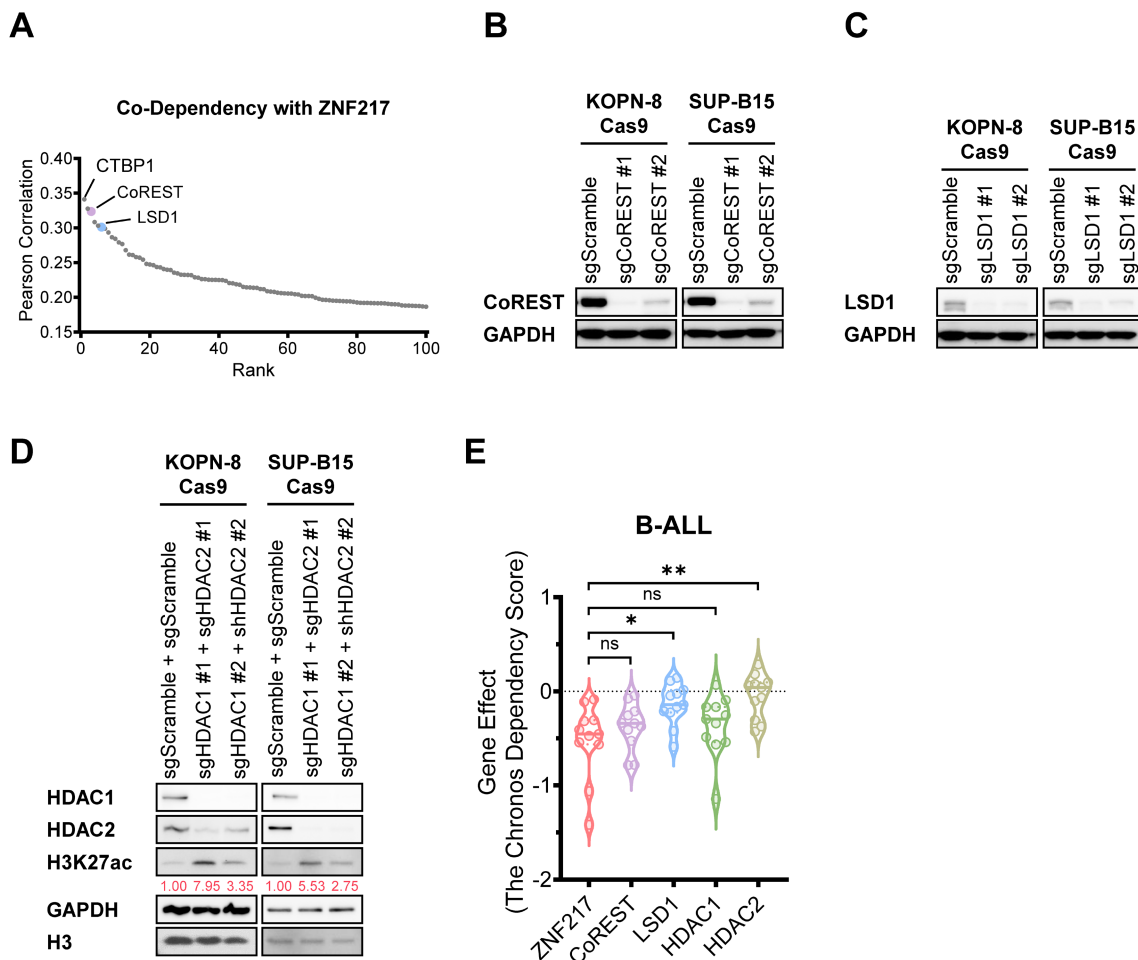 A
Co-Dependency with ZNF217
Pearson Correlation
0.40
0.35
0.30
0.25
0.20
0.15
CTBP1
CoREST
LSD1
0
20
40
60
80
100
Rank
B
KOPN-8
Cas9
SUP-B15
Cas9
sgScramble
sgCoREST #1
sgCoREST #2
sgScramble
sgCoREST #1
sgCoREST #2
CoREST
GAPDH
C
KOPN-8
Cas9
SUP-B15
Cas9
sgScramble
sgLSD1 #1
sgLSD1 #2
sgScramble
sgLSD1 #1
sgLSD1 #2
LSD1
GAPDH
D
KOPN-8
Cas9
SUP-B15
Cas9
sgScramble + sgScramble
sgHDAC1 #1 + sgHDAC2 #1
sgHDAC1 #2 + shHDAC2 #2
sgScramble + sgScramble
sgHDAC1 #1 + sgHDAC2 #1
sgHDAC1 #2 + shHDAC2 #2
HDAC1
HDAC2
H3K27ac
1.00 7.95 3.35 1.00 5.53 2.75
GAPDH
H3
E
B-ALL
Gene Effect
(The Chronos Dependency Score)
1
0
-1
-2
**
ns
*
ns
ZNF217
CoREST
LSD1
HDAC1
HDAC2